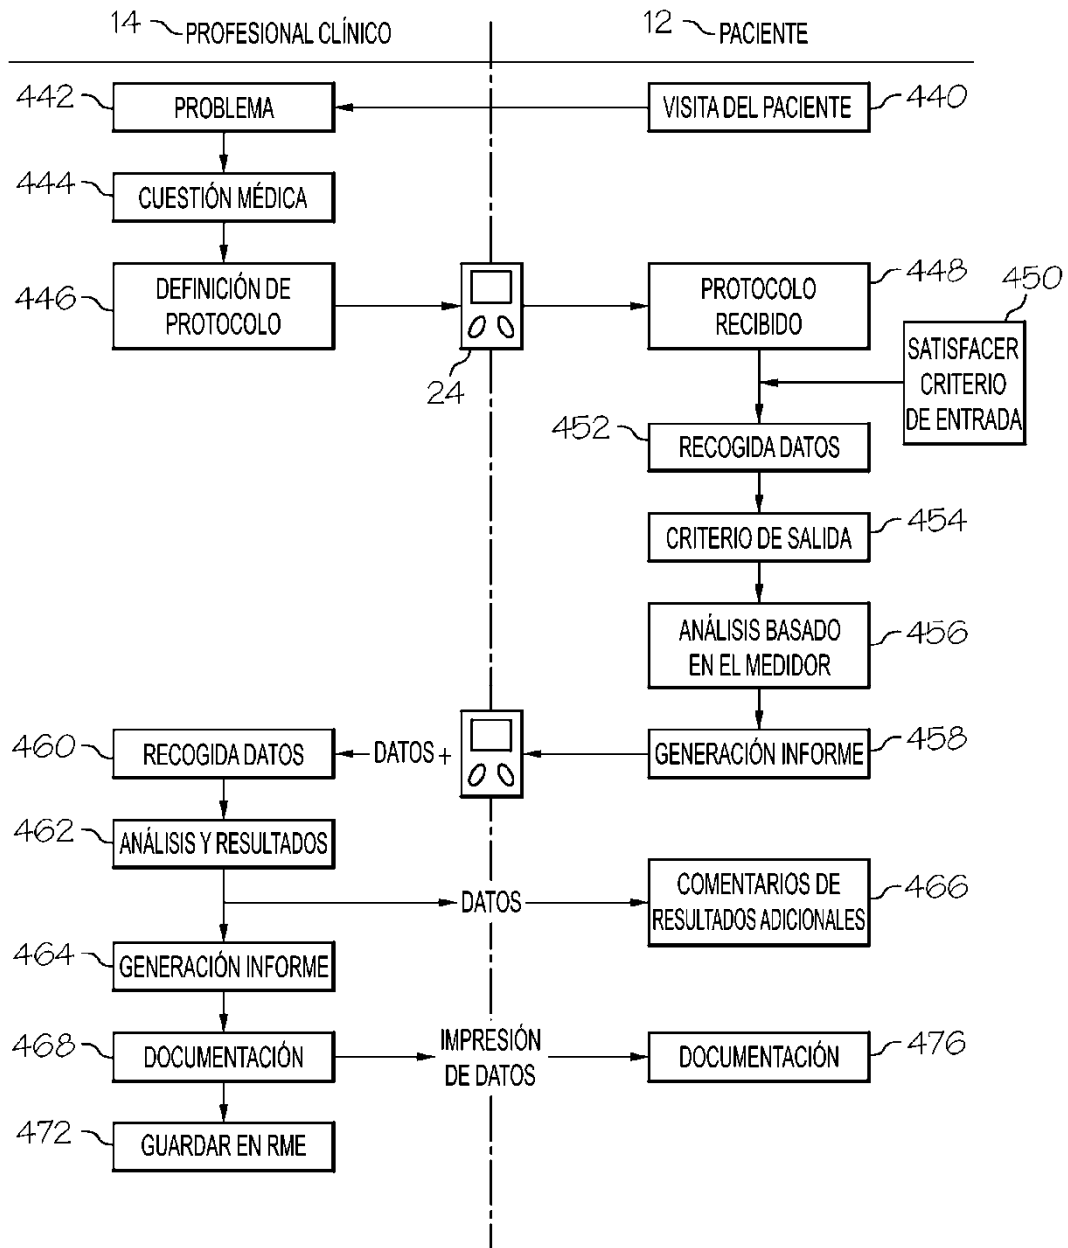 14 PROFESIONAL CLÍNICO
12 PACIENTE
442 PROBLEMA
VISITA DEL PACIENTE 440
444 CUESTIÓN MÉDICA
446 DEFINICIÓN DE
PROTOCOLO
24
PROTOCOLO
RECIBIDO
448
450
SATISFACER
CRITERIO
DE ENTRADA
452 RECOGIDA DATOS
CRITERIO DE SALIDA 454
ANÁLISIS BASADO
EN EL MEDIDOR
456
GENERACIÓN INFORME 458
460 RECOGIDA DATOS
DATOS +
462 ANÁLISIS Y RESULTADOS
DATOS
COMENTARIOS DE
RESULTADOS ADICIONALES
466
464 GENERACIÓN INFORME
468 DOCUMENTACIÓN
IMPRESIÓN
DE DATOS
DOCUMENTACIÓN 476
472 GUARDAR EN RME